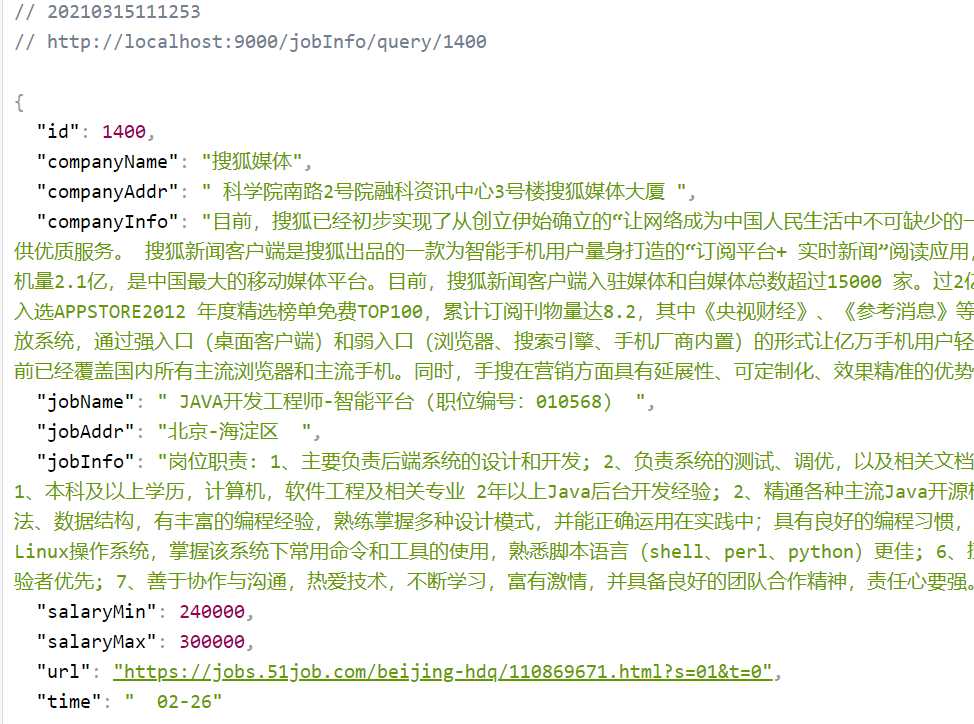 // 20210315111253
// http://localhost:9000/jobInfo/query/1400
{
"id": 1400,
"companyName": "搜狐媒体",
"companyAddr": " 科学院南路2号院融科资讯中心3号楼搜狐媒体大厦 ",
"companyInfo": "目前，搜狐已经初步实现了从创立伊始确立的“让网络成为中国人民生活中不可缺少的一
供优质服务。 搜狐新闻客户端是搜狐出品的一款为智能手机用户量身打造的“订阅平台+ 实时新闻”阅读应用，
机量2.1亿，是中国最大的移动媒体平台。目前，搜狐新闻客户端入驻媒体和自媒体总数超过15000 家。过2亿
入选APPSTORE2012 年度精选榜单免费TOP100，累计订阅刊物量达8.2，其中《央视财经》、《参考消息》等
放系统，通过强入口（桌面客户端）和弱入口（浏览器、搜索引擎、手机厂商内置）的形式让亿万手机用户轻
前已经覆盖国内所有主流浏览器和主流手机。同时，手搜在营销方面具有延展性、可定制化、效果精准的优势
"jobName": " JAVA开发工程师-智能平台（职位编号：010568） ",
"jobAddr": "北京-海淀区  ",
"jobInfo": "岗位职责: 1、主要负责后端系统的设计和开发; 2、负责系统的测试、调优，以及相关文档
1、本科及以上学历，计算机，软件工程及相关专业 2年以上Java后台开发经验; 2、精通各种主流Java开源
法、数据结构，有丰富的编程经验，熟练掌握多种设计模式，并能正确运用在实践中；具有良好的编程习惯，
Linux操作系统，掌握该系统下常用命令和工具的使用，熟悉脚本语言（shell、perl、python）更佳; 6、
验者优先; 7、善于协作与沟通，热爱技术，不断学习，富有激情，并具备良好的团队合作精神，责任心要强。
"salaryMin": 240000,
"salaryMax": 300000,
"url": "https://jobs.51job.com/beijing-hdq/110869671.html?s=01&t=0",
"time": "  02-26"